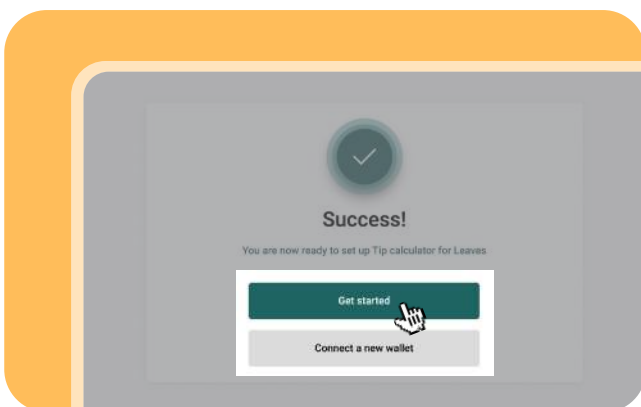 Success!
You are now ready to set up Tip calculator for Leaves
Get started
Connect a new wallet